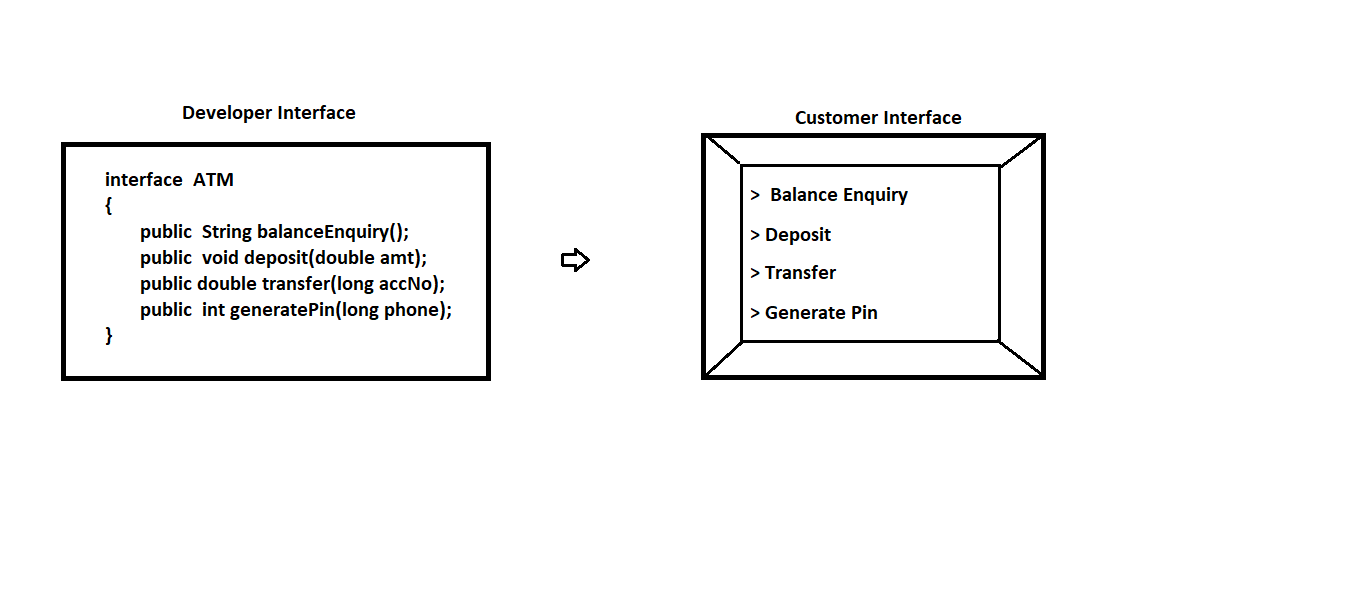 Developer Interface
interface  ATM
{
public  String balanceEnquiry();
public  void deposit(double amt);
public double transfer(long accNo);
public  int generatePin(long phone);
}
Customer Interface
>  Balance Enquiry
> Deposit
> Transfer
> Generate Pin